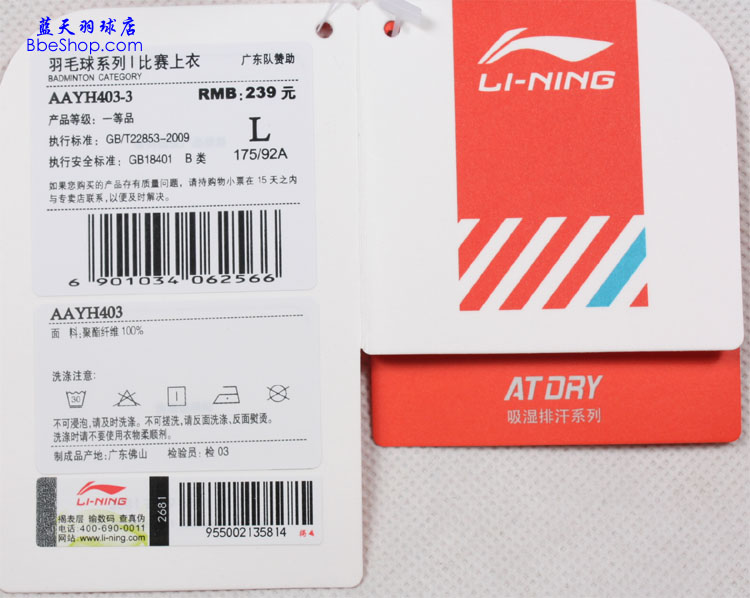 蓝天羽球店
BbeShop.com
羽毛球系列 | 比赛上衣 广东队赞助
BADMINTON CATEGORY
AAYH403-3 RMB: 239 元
产品等级: 一等品
执行标准: GB/T22853-2009 L
执行安全标准: GB18401 B 类 175/92A
如果您购买的产品存有质量问题, 请持购物小票在 15 天之内
与专卖店联系,以便及时解决。
6 901034 062566
AAYH403
面 料:聚酯纤维 100%
洗涤注意:
30
不可浸泡,请及时洗涤。不可搓洗,请反面洗涤、反面熨烫。
洗涤时请不要使用衣物柔顺剂。
制成品产地: 广东佛山 检验员: 检 03
LI-NING
揭表层 输数码 查真伪
电话:400-690-0011
网站:www.li-ning.com
2681
955002135814
LI-NING
AT DRY
吸湿排汗系列